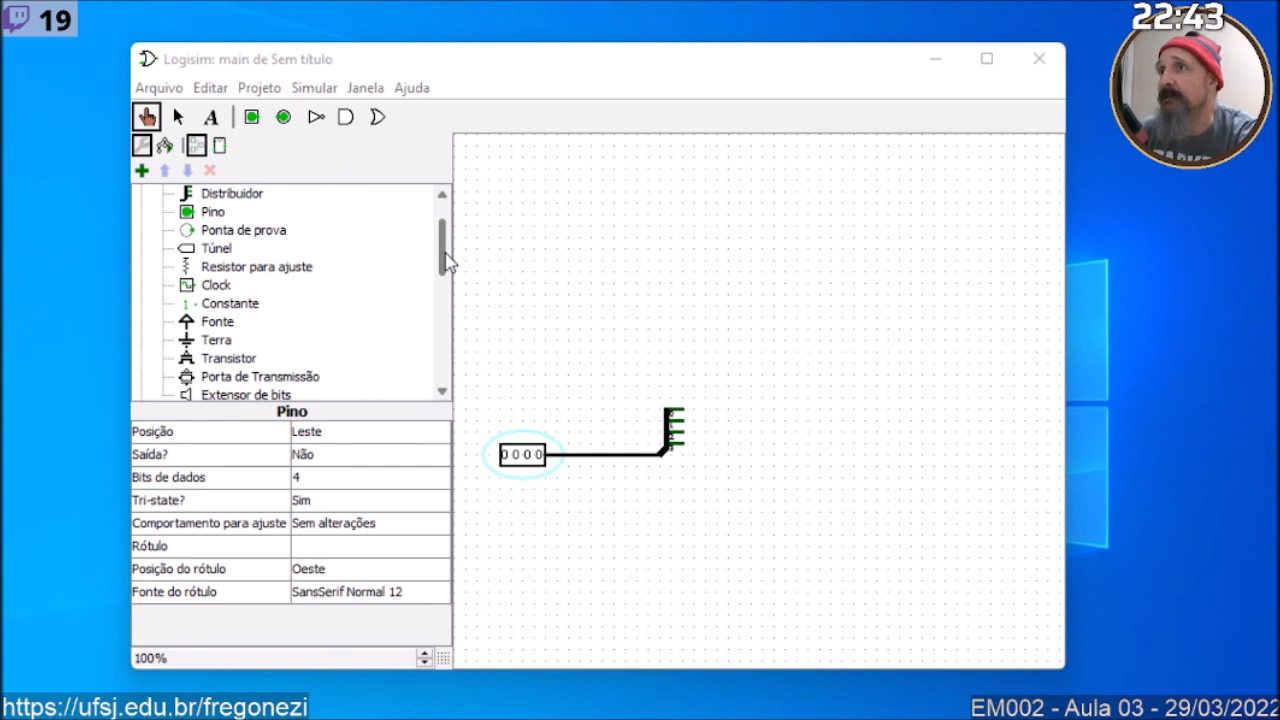 19
22:43
Logisim: main de Sem título
Arquivo Editar Projeto Simular Janela Ajuda
A
Distribuidor
Pino
Ponta de prova
Túnel
Resistor para ajuste
Clock
1 Constante
Fonte
Terra
Transistor
Porta de Transmissão
Extensor de bits
Pino
Posição Leste
Saída? Não
Bits de dados 4
Tri-state? Sim
Comportamento para ajuste Sem alterações
Rótulo
Posição do rótulo Oeste
Fonte do rótulo SansSerif Normal 12
100%
0 0 0 0
https://ufsj.edu.br/fregonezi
EM002 - Aula 03 - 29/03/2022